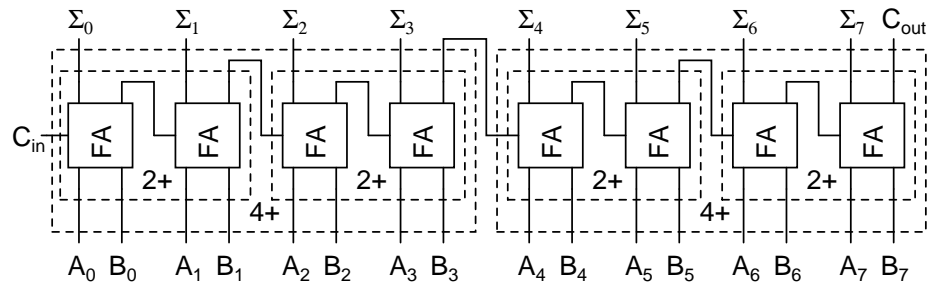 Σ0 Σ1 Σ2 Σ3 Σ4 Σ5 Σ6 Σ7 Cout
Cin FA FA FA FA FA FA FA FA
2+ 2+ 2+ 2+
4+ 4+
A0 B0 A1 B1 A2 B2 A3 B3 A4 B4 A5 B5 A6 B6 A7 B7